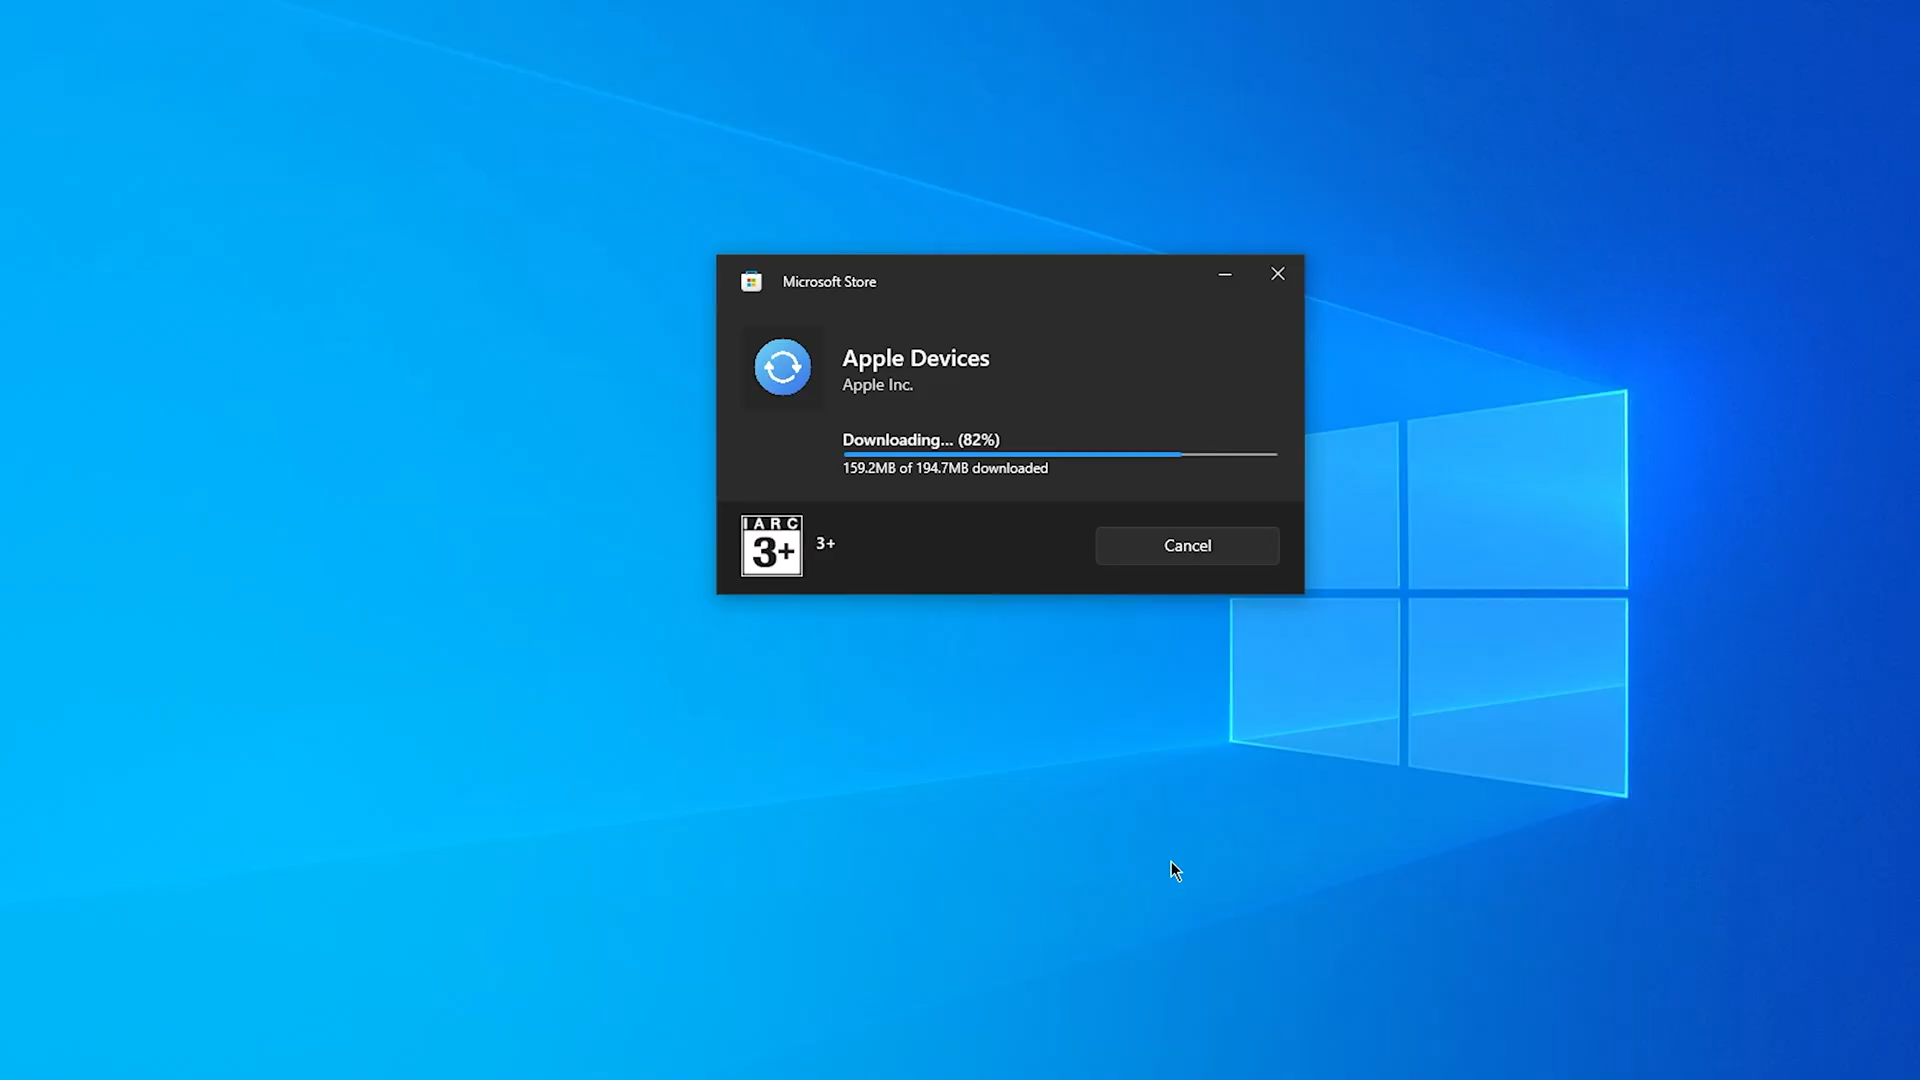 Microsoft Store
Apple Devices
Apple Inc.
Downloading... (82%)
159.2MB of 194.7MB downloaded
IARC
3+
3+
Cancel